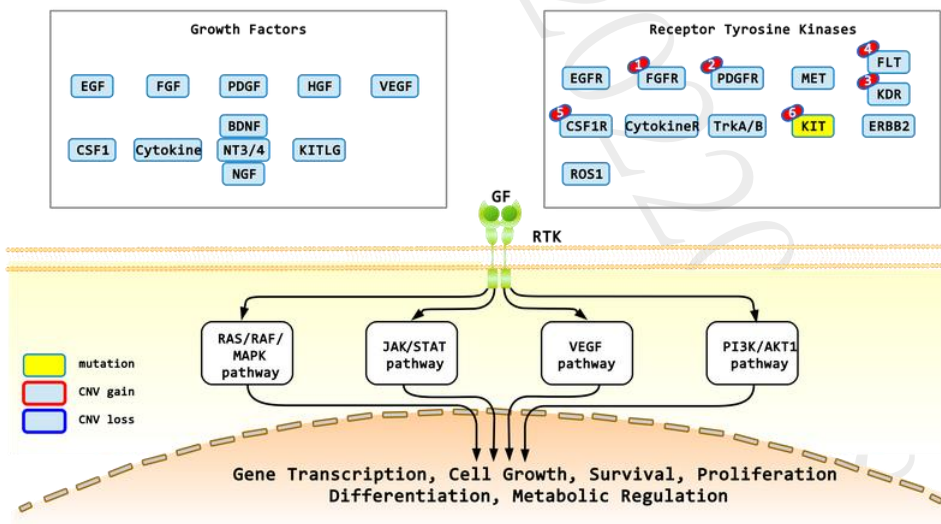 Growth Factors
EGF
FGF
PDGF
HGF
VEGF
BDNF
CSF1
Cytokine
NT3/4
KITLG
NGF
Receptor Tyrosine Kinases
EGFR
1
FGFR
2
PDGFR
MET
4
FLT
3
KDR
5
CSF1R
CytokineR
TrkA/B
6
KIT
ERBB2
ROS1
GF
RTK
RAS/RAF/
MAPK
pathway
JAK/STAT
pathway
VEGF
pathway
PI3K/AKT1
pathway
mutation
CNV gain
CNV loss
Gene Transcription, Cell Growth, Survival, Proliferation
Differentiation, Metabolic Regulation